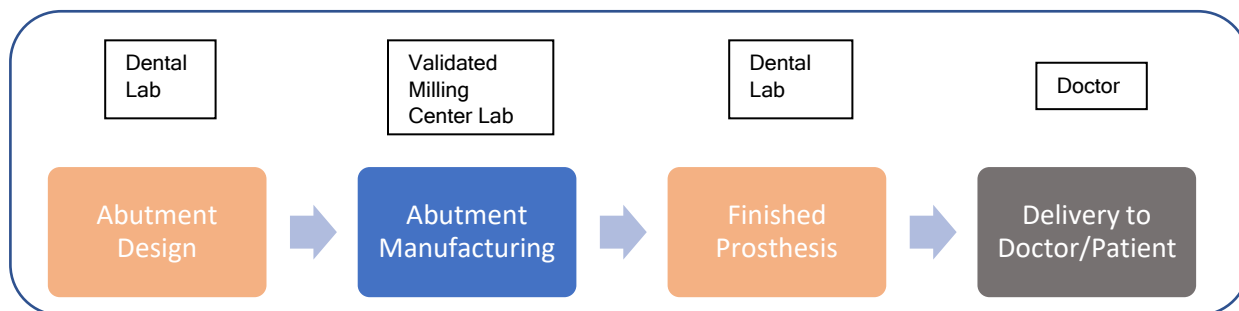 Dental
Lab
Validated
Milling
Center Lab
Dental
Lab
Doctor
Abutment
Design
Abutment
Manufacturing
Finished
Prosthesis
Delivery to
Doctor/Patient